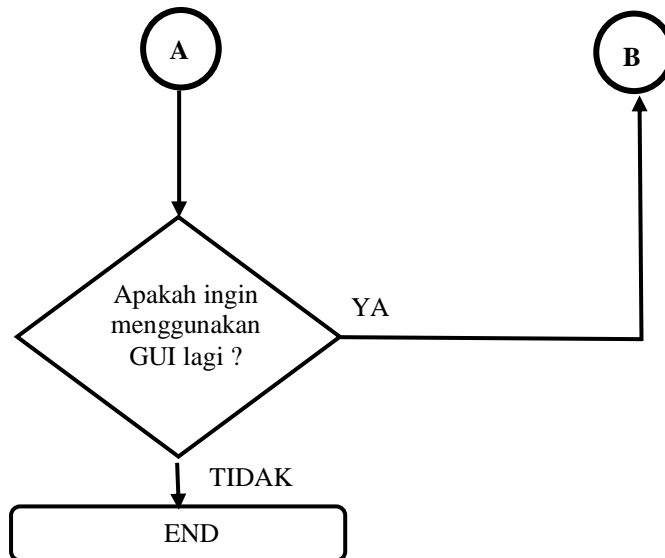 A
B
Apakah ingin
menggunakan
GUI lagi ?
YA
TIDAK
END